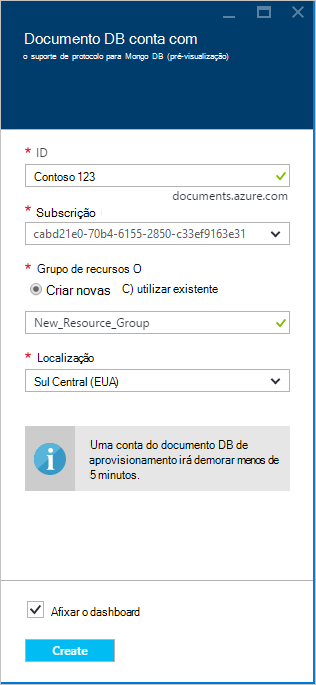 Documento DB conta com
o suporte de protocolo para Mongo DB (pré-visualização)
* ID
Contoso 123
documents.azure.com
* Subscrição
cabd21e0-70b4-6155-2850-c33ef9163e31
* Grupo de recursos O
Criar novas C) utilizar existente
New_Resource_Group
* Localização
Sul Central (EUA)
Uma conta do documento DB de
aprovisionamento irá demorar menos de
5 minutos.
Afixar o dashboard
Create